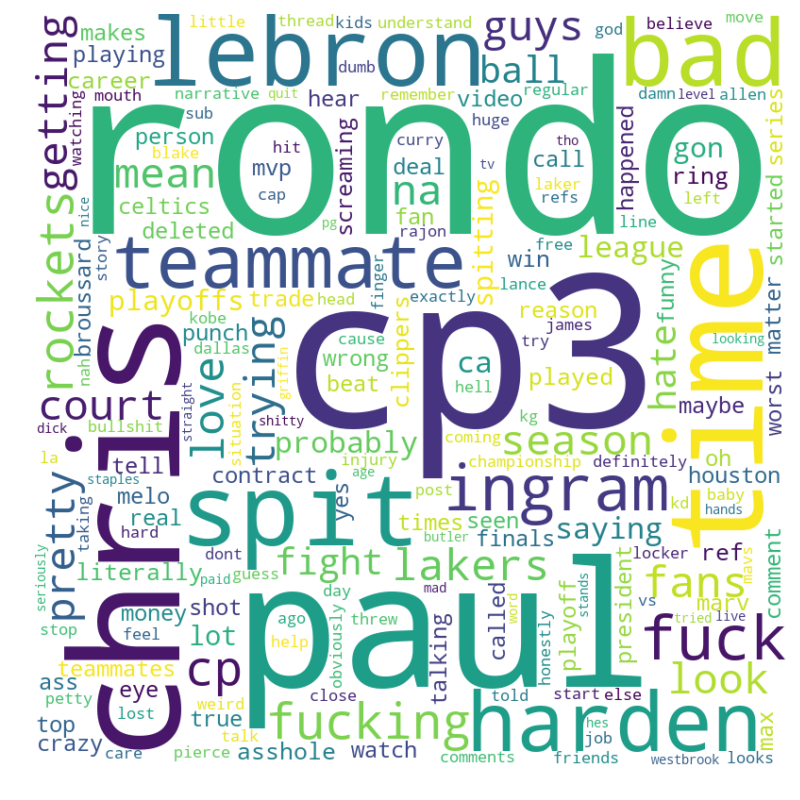 little thread kids understand god move
makes lebron guys believe bad
playing dumb
career ball
getting watching mouth narrative quit remember regular damn level allen
sub hear video huge series
rondo
person hit curry tho call gon
blake mvp deal tv laker ring
mean screaming na refs happened left
nice celtics cap fan
rockets story deleted pg rajon spitting free line league started
broussard teammate win
finger exactly lance funny matter
playoffs trade head reason
kobe james
nah punch cause clippers try looking
chris dallas wrong ca played hate time worst
love trying griffin beat hell
cp3
court straight maybe
dick bullshit situation shitty probably kg season
la tell coming definitely oh
staples injury championship houston
pretty melo contract age ingram baby
taking real yes post kd hands
spit times seen saying
hard finals
seriously dont butler
literally fight lakers locker ref fans mavs comment
paid guess president
money shot mad day vs marv
stop feel ago threw called word playoff tried live
lot obviously paul honestly stands fuck
teammates cp help talking
ass eye look
petty weird close told start else
top lost true fucking hes harden max
crazy talk job
care asshole watch friends looks
pierce comments westbrook